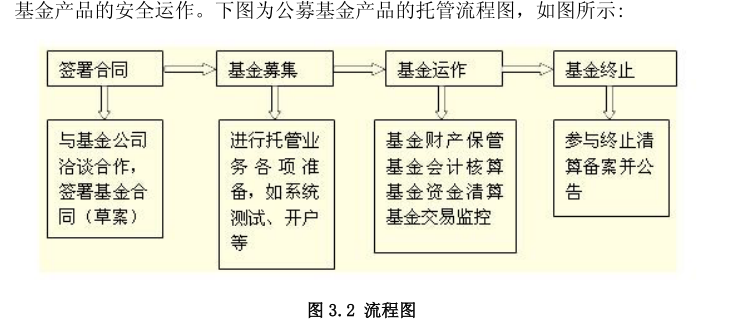 基金产品的安全运作。下图为公募基金产品的托管流程图，如图所示:
签署合同
基金募集
基金运作
基金终止
与基金公司
洽谈合作，
签署基金合
同（草案）
进行托管业
务各项准
备，如系统
测试、开户
等
基金财产保管
基金会计核算
基金资金清算
基金交易监控
参与终止清
算备案并公
告
图 3.2 流程图